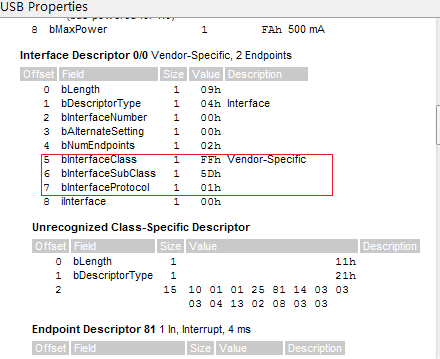 USB Properties
8 bMaxPower 1 FAh 500 mA
Interface Descriptor 0/0 Vendor-Specific, 2 Endpoints
Offset Field Size Value Description
0 bLength 1 09h
1 bDescriptorType 1 04h Interface
2 bInterfaceNumber 1 00h
3 bAlternateSetting 1 00h
4 bNumEndpoints 1 02h
5 bInterfaceClass 1 FFh Vendor-Specific
6 bInterfaceSubClass 1 5Dh
7 bInterfaceProtocol 1 01h
8 iInterface 1 00h
Unrecognized Class-Specific Descriptor
Offset Field Size Value Description
0 bLength 1 11h
1 bDescriptorType 1 21h
2 15 10 01 01 25 81 14 03 03
03 04 13 02 08 03 03
Endpoint Descriptor 81 1 In, Interrupt, 4 ms
Offset Field Size Value Description